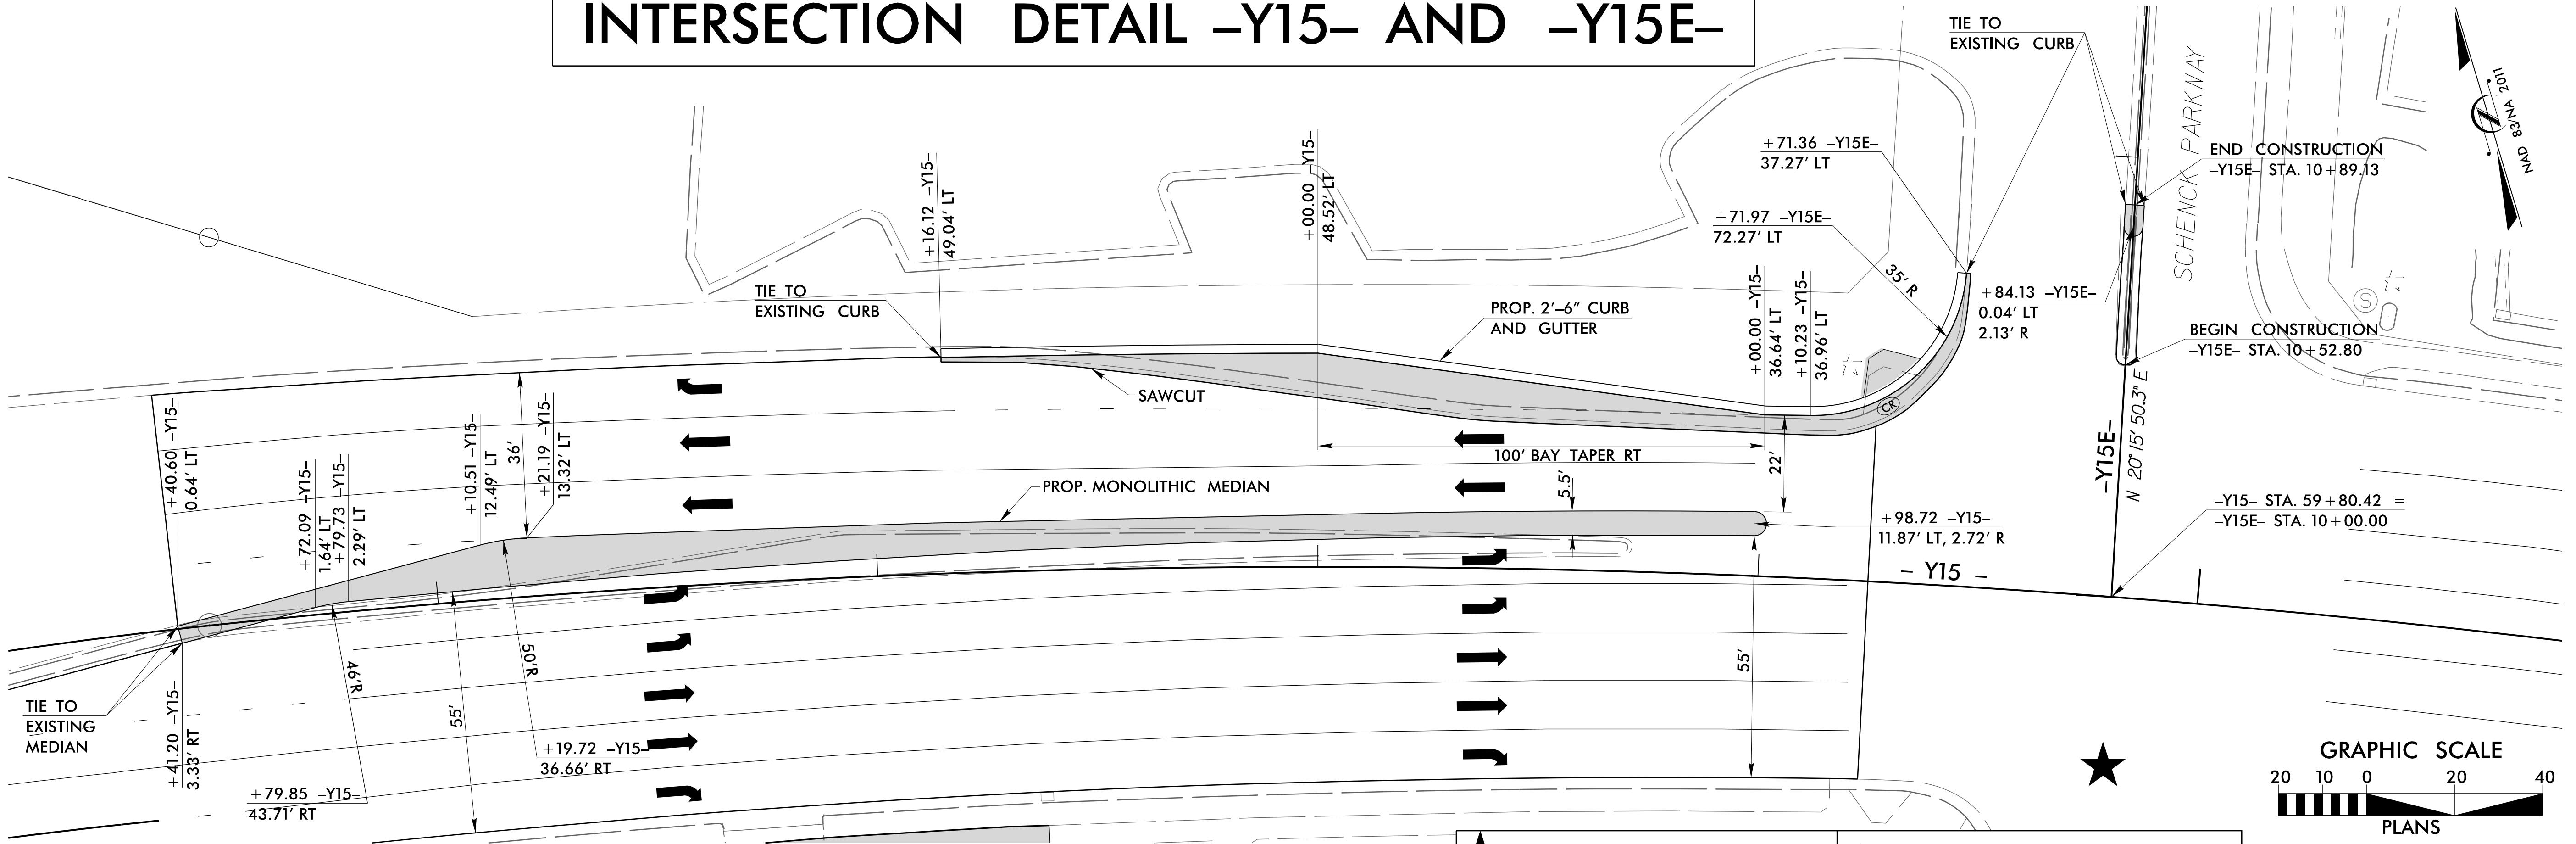 INTERSECTION DETAIL –Y15– AND –Y15E–
TIE TO
EXISTING CURB
SCHENCK PARKWAY
NAD 83/NA 2011
END CONSTRUCTION
–Y15E– STA. 10+89.13
+71.36 –Y15E–
37.27' LT
+71.97 –Y15E–
72.27' LT
35' R
+84.13 –Y15E–
0.04' LT
2.13' R
BEGIN CONSTRUCTION
–Y15E– STA. 10+52.80
+16.12 –Y15–
49.04' LT
+00.00 –Y15–
48.52' LT
+00.00 –Y15–
36.64' LT
+10.23 –Y15–
36.96' LT
TIE TO
EXISTING CURB
PROP. 2'–6" CURB
AND GUTTER
SAWCUT
CR
S
+40.60 –Y15–
0.64' LT
+72.09 –Y15–
1.64' LT
+79.73 –Y15–
2.29' LT
+10.51 –Y15–
12.49' LT
36'
+21.19 –Y15–
13.32' LT
100' BAY TAPER RT
22'
5.5'
PROP. MONOLITHIC MEDIAN
+98.72 –Y15–
11.87' LT, 2.72' R
– Y15 –
–Y15E–
N 20°15' 50.3" E
–Y15– STA. 59+80.42 =
–Y15E– STA. 10+00.00
TIE TO
EXISTING
MEDIAN
+41.20 –Y15–
3.33' RT
46'R
50'R
55'
55'
+19.72 –Y15–
36.66' RT
+79.85 –Y15–
43.71' RT
GRAPHIC SCALE
20 10 0 20 40
PLANS